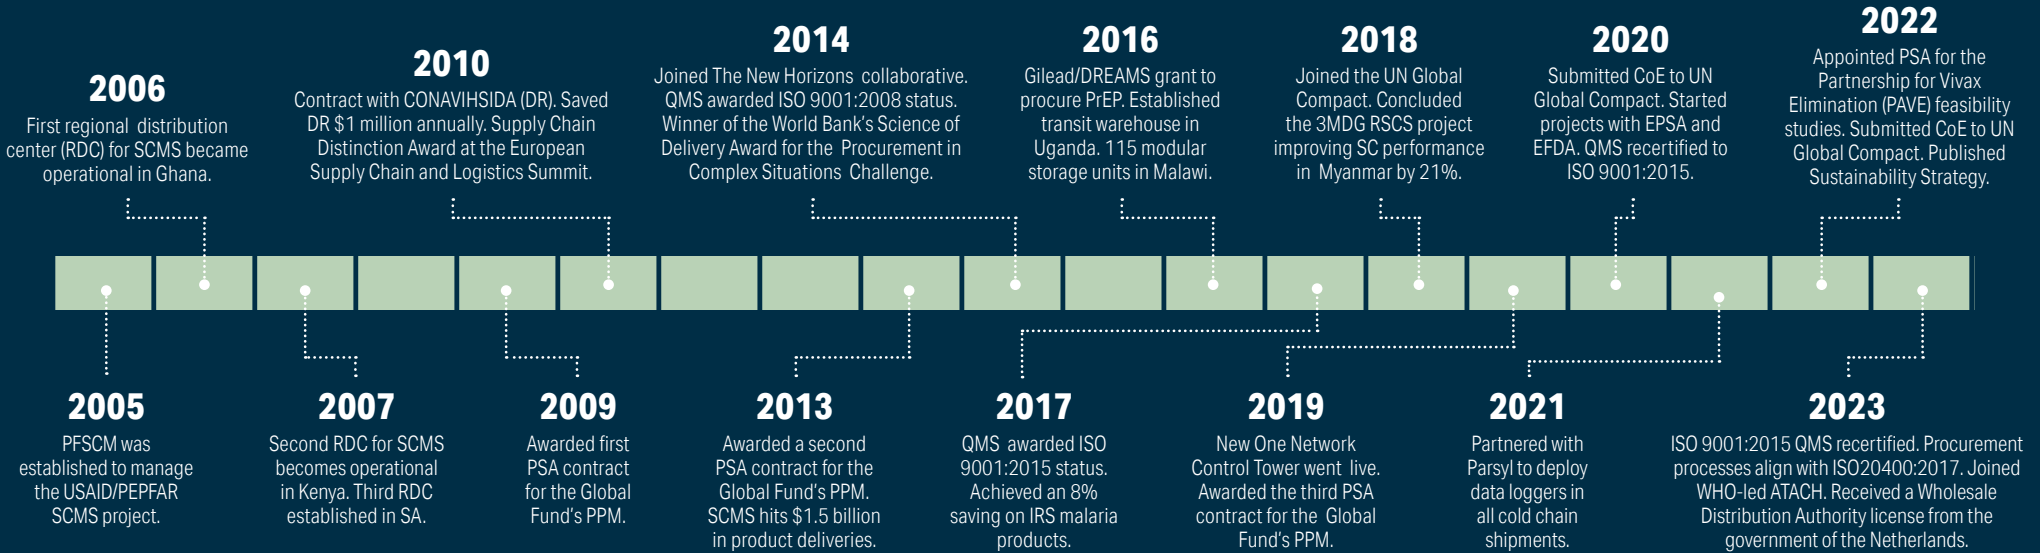 2006
First regional distribution
center (RDC) for SCMS became
operational in Ghana.
2010
Contract with CONAVIHSIDA (DR). Saved
DR $1 million annually. Supply Chain
Distinction Award at the European
Supply Chain and Logistics Summit.
2014
Joined The New Horizons collaborative.
QMS awarded ISO 9001:2008 status.
Winner of the World Bank's Science of
Delivery Award for the Procurement in
Complex Situations Challenge.
2016
Gilead/DREAMS grant to
procure PrEP. Established
transit warehouse in
Uganda. 115 modular
storage units in Malawi.
2018
Joined the UN Global
Compact. Concluded
the 3MDG RSCS project
improving SC performance
in Myanmar by 21%.
2020
Submitted CoE to UN
Global Compact. Started
projects with EPSA and
EFDA. QMS recertified to
ISO 9001:2015.
2022
Appointed PSA for the
Partnership for Vivax
Elimination (PAVE) feasibility
studies. Submitted CoE to UN
Global Compact. Published
Sustainability Strategy.
2005
PFSCM was
established to manage
the USAID/PEPFAR
SCMS project.
2007
Second RDC for SCMS
becomes operational
in Kenya. Third RDC
established in SA.
2009
Awarded first
PSA contract
for the Global
Fund's PPM.
2013
Awarded a second
PSA contract for the
Global Fund's PPM.
SCMS hits $1.5 billion
in product deliveries.
2017
QMS awarded ISO
9001:2015 status.
Achieved an 8%
saving on IRS malaria
products.
2019
New One Network
Control Tower went live.
Awarded the third PSA
contract for the Global
Fund's PPM.
2021
Partnered with
Parsyl to deploy
data loggers in
all cold chain
shipments.
2023
ISO 9001:2015 QMS recertified. Procurement
processes align with ISO20400:2017. Joined
WHO-led ATACH. Received a Wholesale
Distribution Authority license from the
government of the Netherlands.